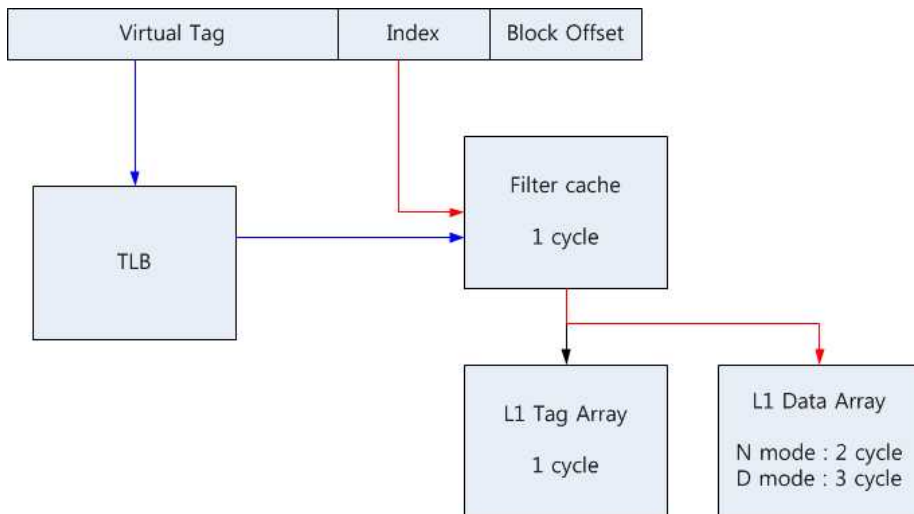 Virtual Tag
Index
Block Offset
Filter cache
1 cycle
TLB
L1 Tag Array
1 cycle
L1 Data Array
N mode : 2 cycle
D mode : 3 cycle